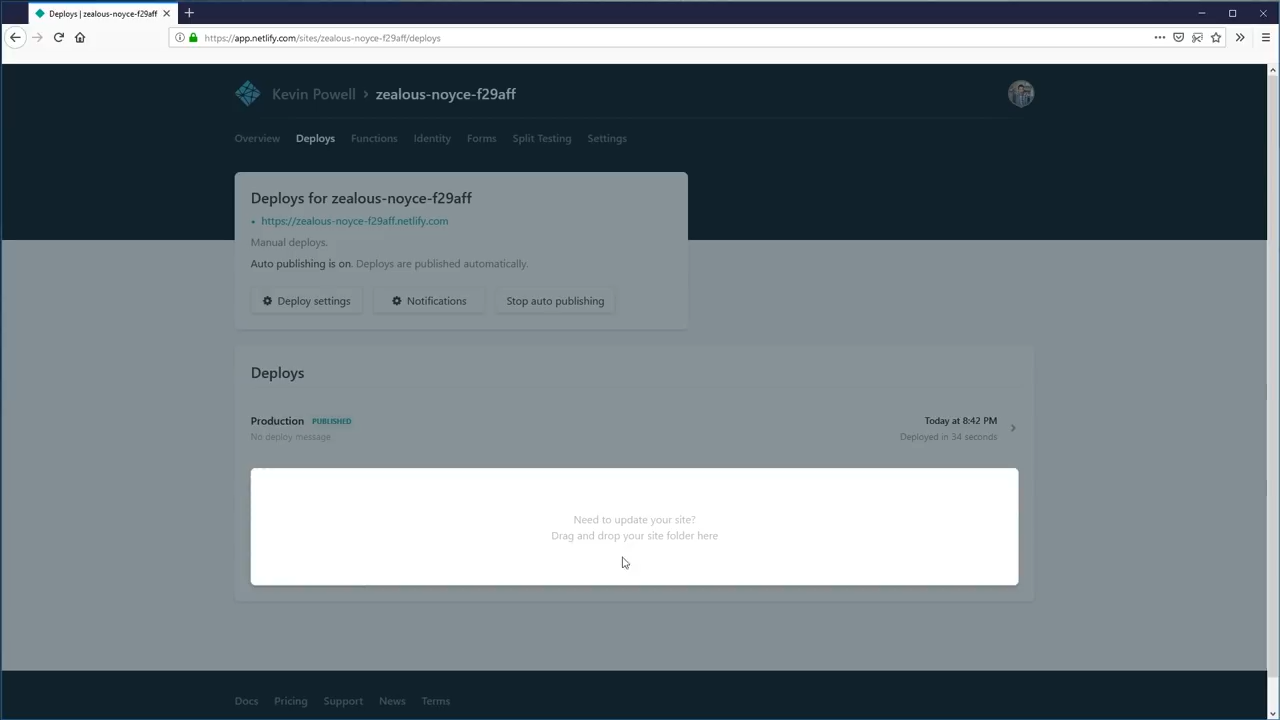 Deploys | zealous-noyce-f29aff
https://app.netlify.com/sites/zealous-noyce-f29aff/deploys
Kevin Powell › zealous-noyce-f29aff
Overview Deploys Functions Identity Forms Split Testing Settings
Deploys for zealous-noyce-f29aff
• https://zealous-noyce-f29aff.netlify.com
Manual deploys.
Auto publishing is on. Deploys are published automatically.
Deploy settings Notifications Stop auto publishing
Deploys
Production PUBLISHED Today at 8:42 PM
No deploy message Deployed in 34 seconds
Need to update your site?
Drag and drop your site folder here
Docs Pricing Support News Terms